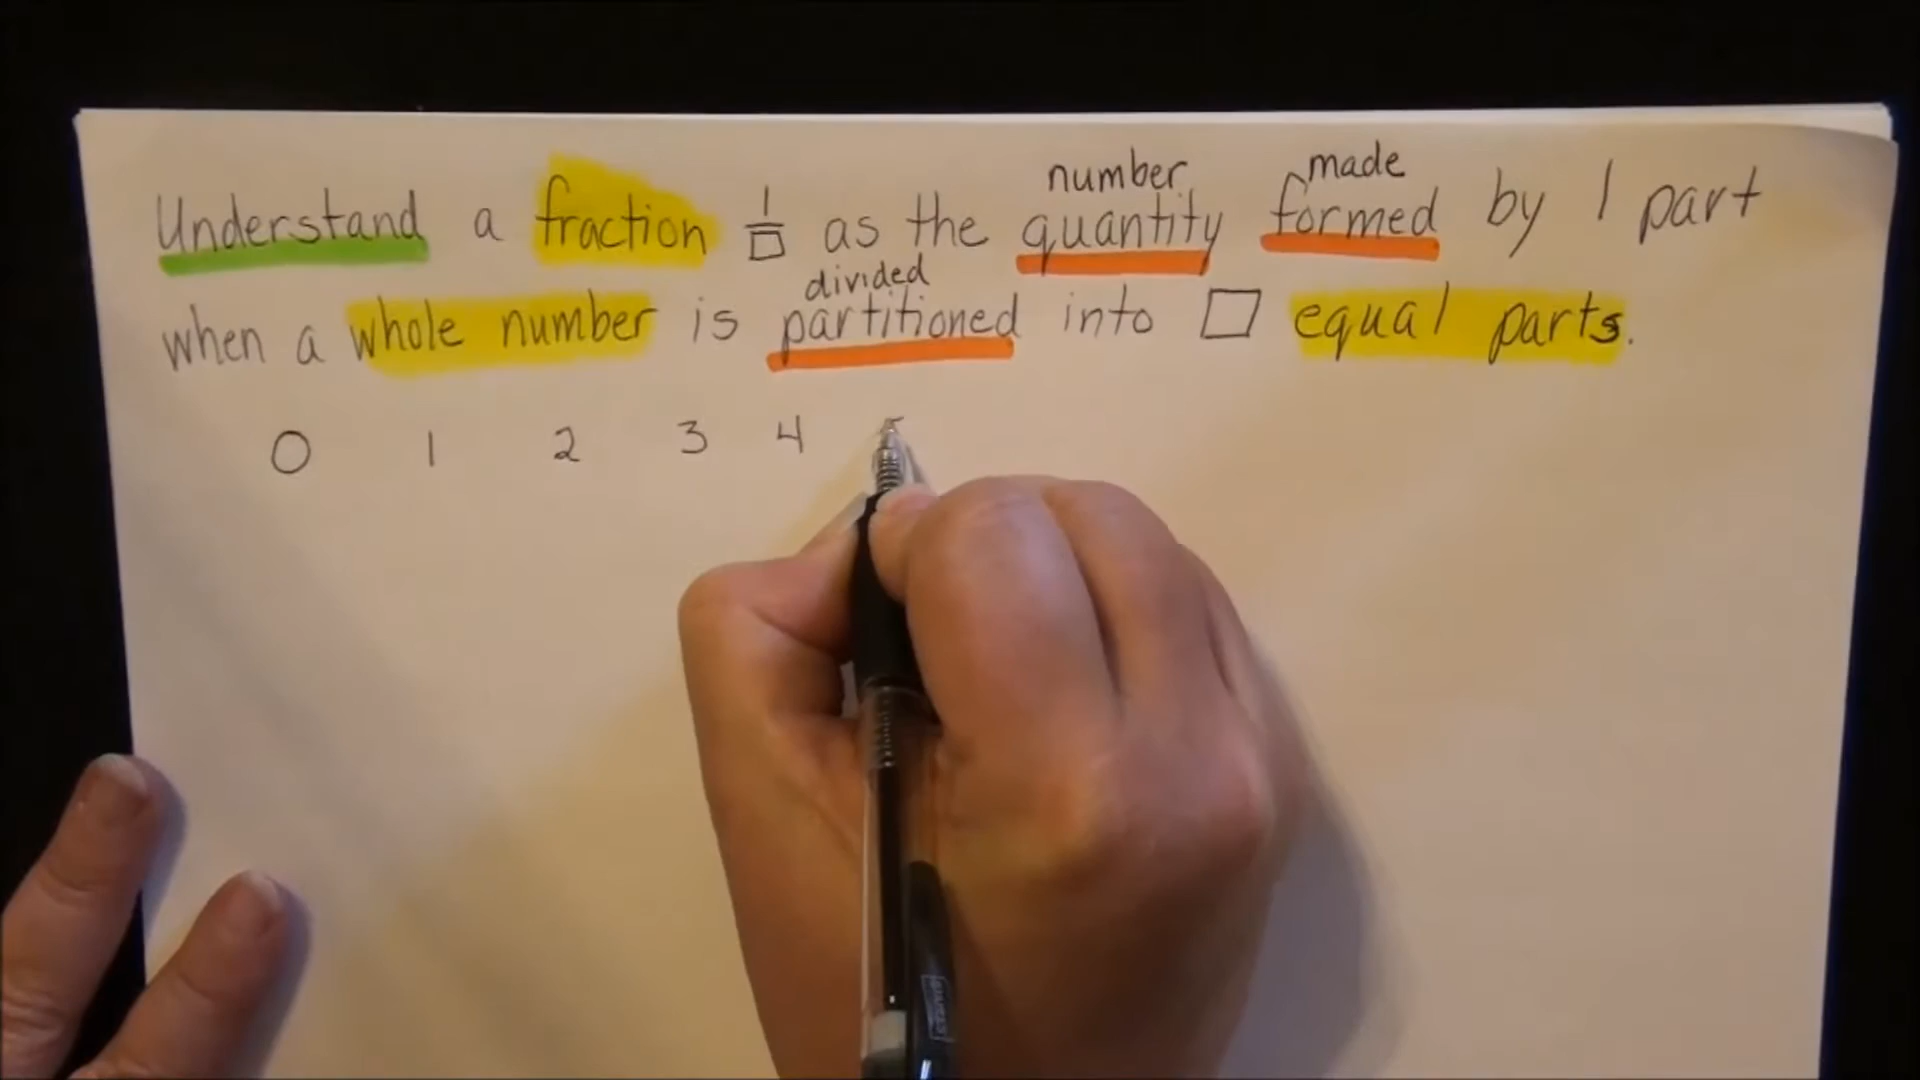 number made
Understand a fraction 1/□ as the quantity formed by 1 part
divided
when a whole number is partitioned into □ equal parts.
0 1 2 3 4